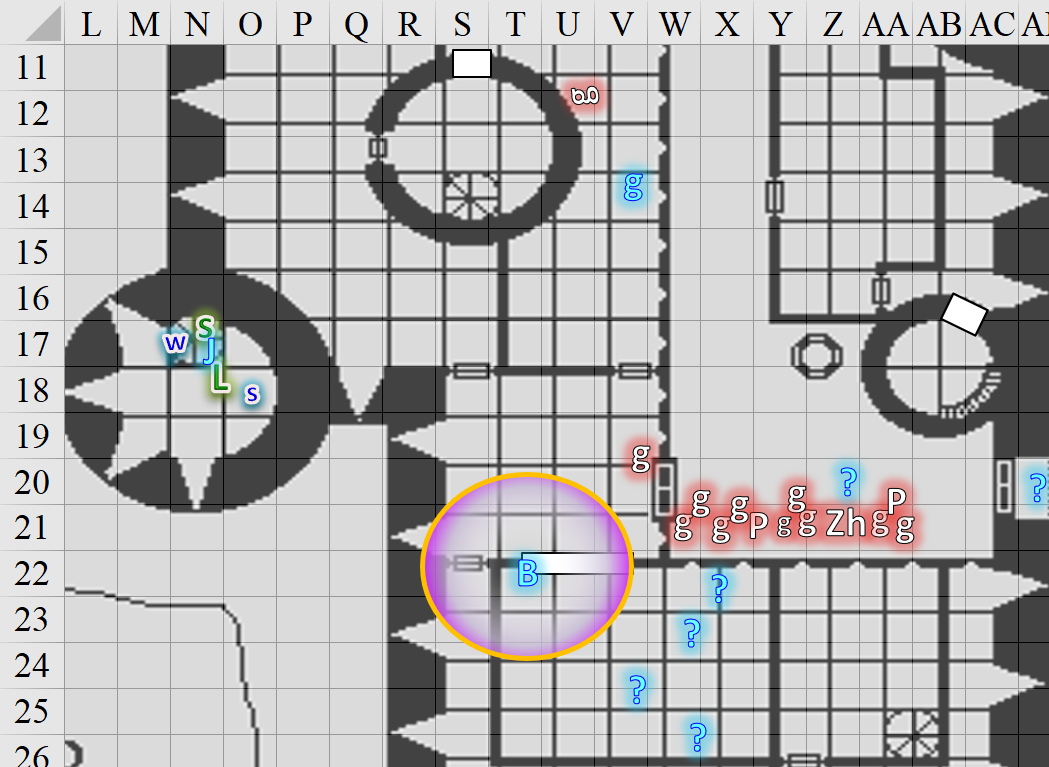 L M N O P Q R S T U V W X Y Z AA AB AC
11
12 g
13
14 g
15
16
17 w S J
18 L s
19
20 g ? ?
21 g g g P g g g Zh g P g
22 B ?
23 ?
24
25 ? ?
26